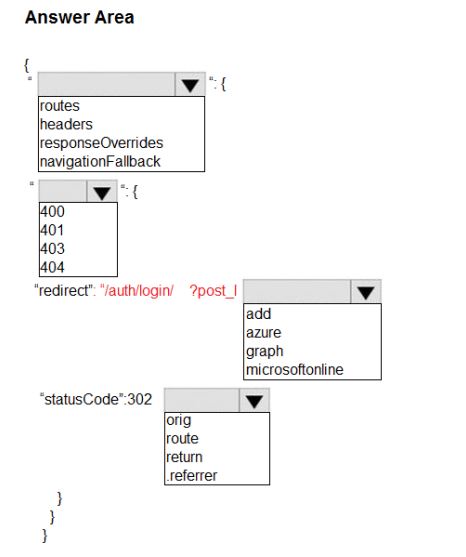 Answer Area
{
" ": {
routes
headers
responseOverrides
navigationFallback
" ": {
400
401
403
404
"redirect": "/auth/login/ ?post_l
add
azure
graph
microsoftonline
"statusCode":302
orig
route
return
.referrer
}
}
}